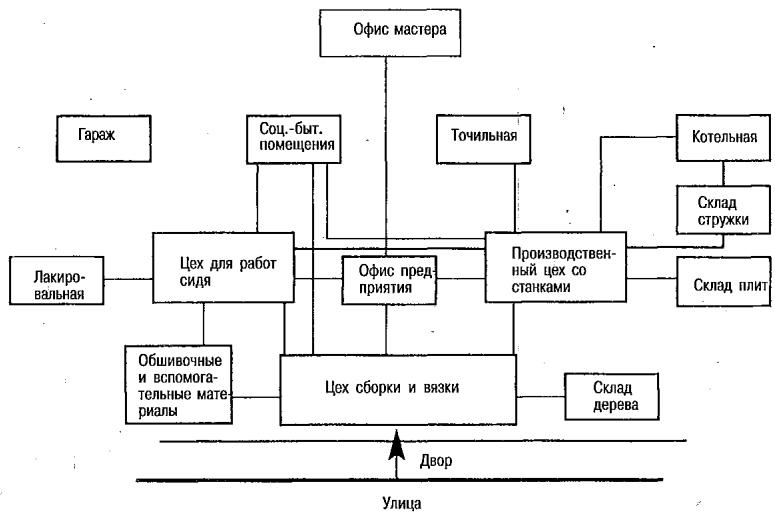 Офис мастера
Гараж
Соц.-быт.
помещения
Точильная
Котельная
Склад
стружки
Лакиро-
вальная
Цех для работ
сидя
Офис пред-
приятия
Производствен-
ный цех со
станками
Склад плит
Обшивочные
и вспомога-
тельные мате-
риалы
Цех сборки и вязки
Склад
дерева
Двор
Улица